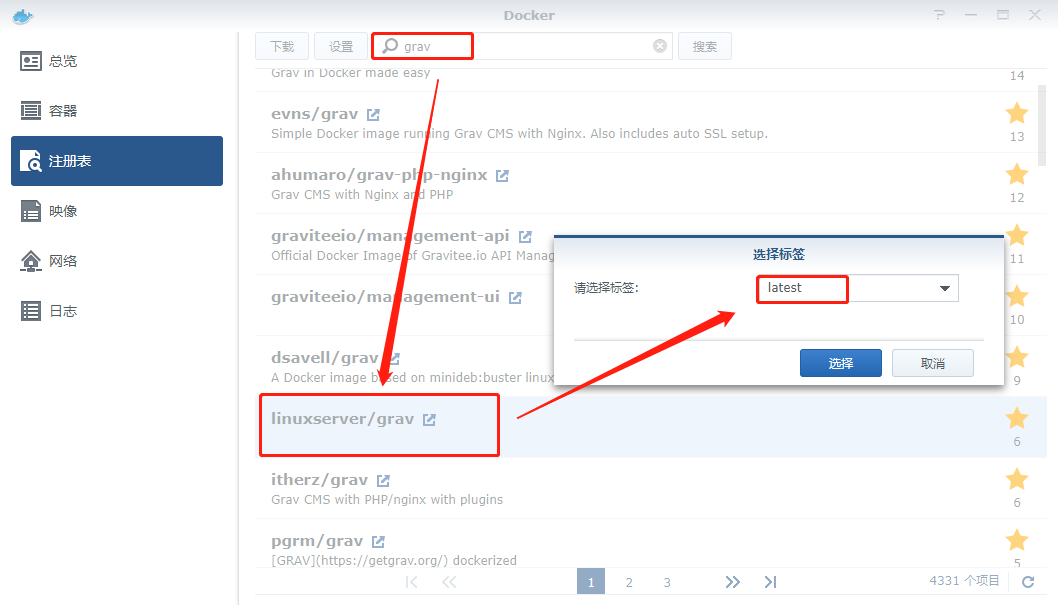 Docker
总览
容器
注册表
映像
网络
日志
下载
设置
grav
搜索
Grav in Docker made easy
14
evns/grav
Simple Docker image running Grav CMS with Nginx. Also includes auto SSL setup.
13
ahumaro/grav-php-nginx
Grav CMS with Nginx and PHP
12
graviteeio/management-api
Official Docker Image of Gravitee.io API Manag
11
graviteeio/management-ui
10
dsavell/grav
A Docker image based on minideb:buster linux
9
linuxserver/grav
6
itherz/grav
Grav CMS with PHP/nginx with plugins
6
pgrm/grav
[GRAV](https://getgrav.org/) dockerized
5
选择标签
请选择标签:
latest
选择
取消
1 2 3
4331 个项目